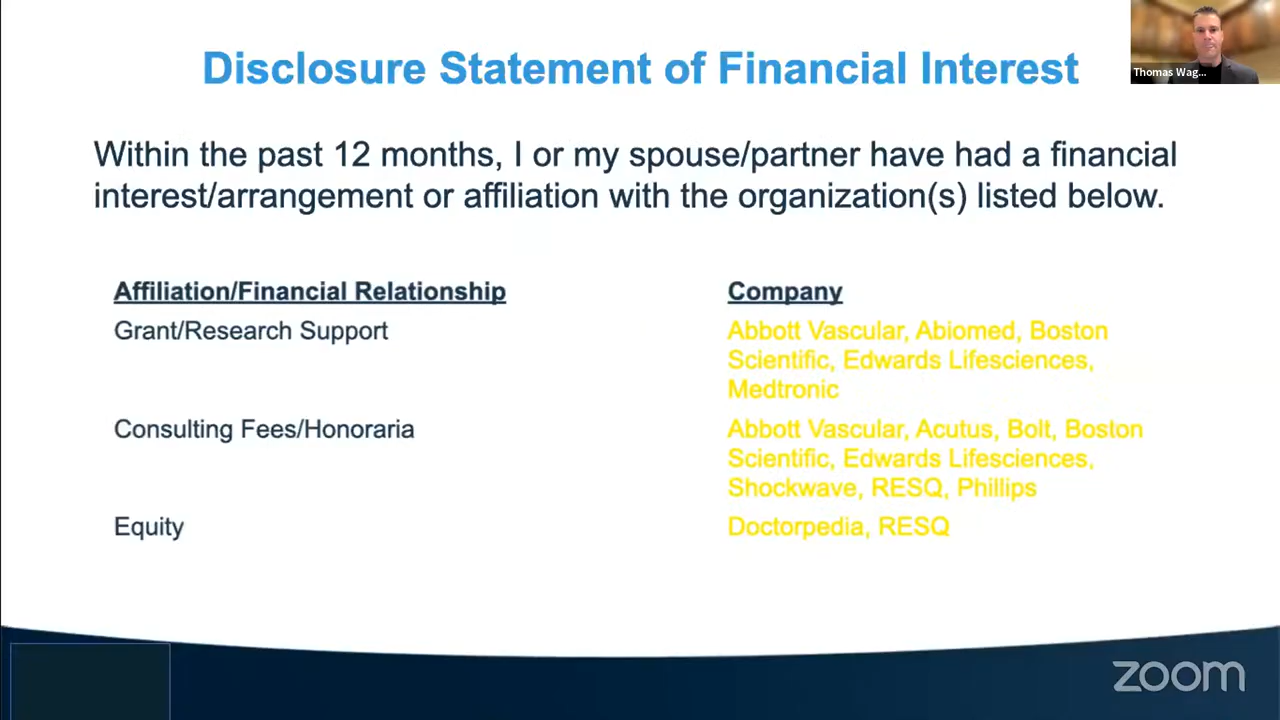 Disclosure Statement of Financial Interest
Thomas Wag...
Within the past 12 months, I or my spouse/partner have had a financial
interest/arrangement or affiliation with the organization(s) listed below.
Affiliation/Financial Relationship
Company
Grant/Research Support
Abbott Vascular, Abiomed, Boston
Scientific, Edwards Lifesciences,
Medtronic
Consulting Fees/Honoraria
Abbott Vascular, Acutus, Bolt, Boston
Scientific, Edwards Lifesciences,
Shockwave, RESQ, Phillips
Equity
Doctorpedia, RESQ
zoom